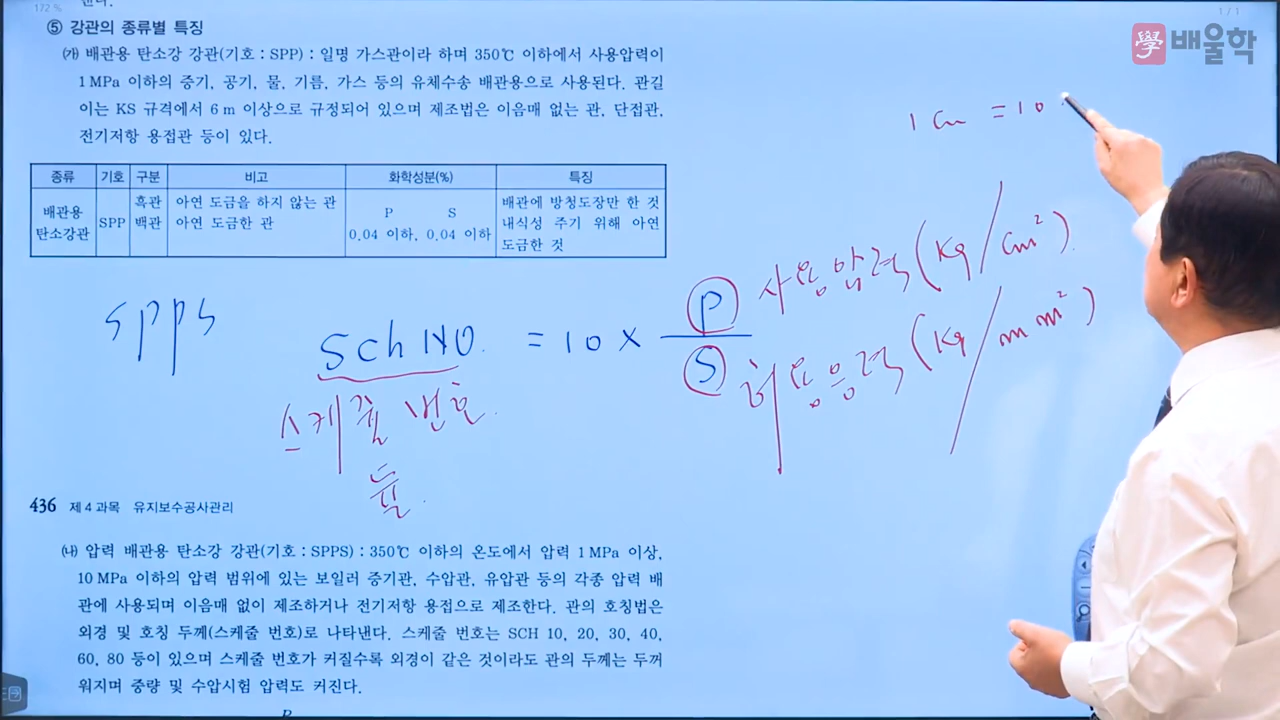 172 %
1 / 1
學 배울학
⑤ 강관의 종류별 특징
㈎ 배관용 탄소강 강관(기호 : SPP) : 일명 가스관이라 하며 350℃ 이하에서 사용압력이
1 MPa 이하의 증기, 공기, 물, 기름, 가스 등의 유체수송 배관용으로 사용된다. 관길
이는 KS 규격에서 6 m 이상으로 규정되어 있으며 제조법은 이음매 없는 관, 단접관,
전기저항 용접관 등이 있다.
1 cm = 10
종류 기호 구분 비고 화학성분(%) 특징
배관용 탄소강관 SPP
흑관 아연 도금을 하지 않는 관
백관 아연 도금한 관
P S
0.04 이하, 0.04 이하
배관에 방청도장만 한 것
내식성 주기 위해 아연
도금한 것
SPPS
Sch NO. = 10 × P / S
사용압력(kg/cm²)
허용응력(kg/mm²)
스케쥴 번호.
436 제 4 과목 유지보수공사관리
㈏ 압력 배관용 탄소강 강관(기호 : SPPS) : 350℃ 이하의 온도에서 압력 1 MPa 이상,
10 MPa 이하의 압력 범위에 있는 보일러 증기관, 수압관, 유압관 등의 각종 압력 배
관에 사용되며 이음매 없이 제조하거나 전기저항 용접으로 제조한다. 관의 호칭법은
외경 및 호칭 두께(스케줄 번호)로 나타낸다. 스케줄 번호는 SCH 10, 20, 30, 40,
60, 80 등이 있으며 스케줄 번호가 커질수록 외경이 같은 것이라도 관의 두께는 두꺼
워지며 중량 및 수압시험 압력도 커진다.
P